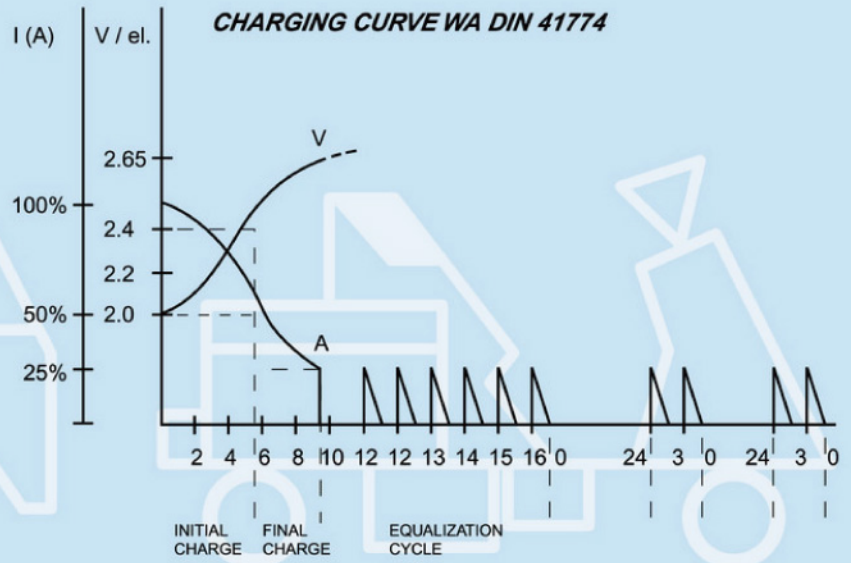 CHARGING CURVE WA DIN 41774
I (A)
V / el.
V
2.65
100%
2.4
2.2
50%
2.0
A
25%
2 4 6 8 10 12 12 13 14 15 16 0 24 3 0 24 3 0
INITIAL CHARGE
FINAL CHARGE
EQUALIZATION CYCLE